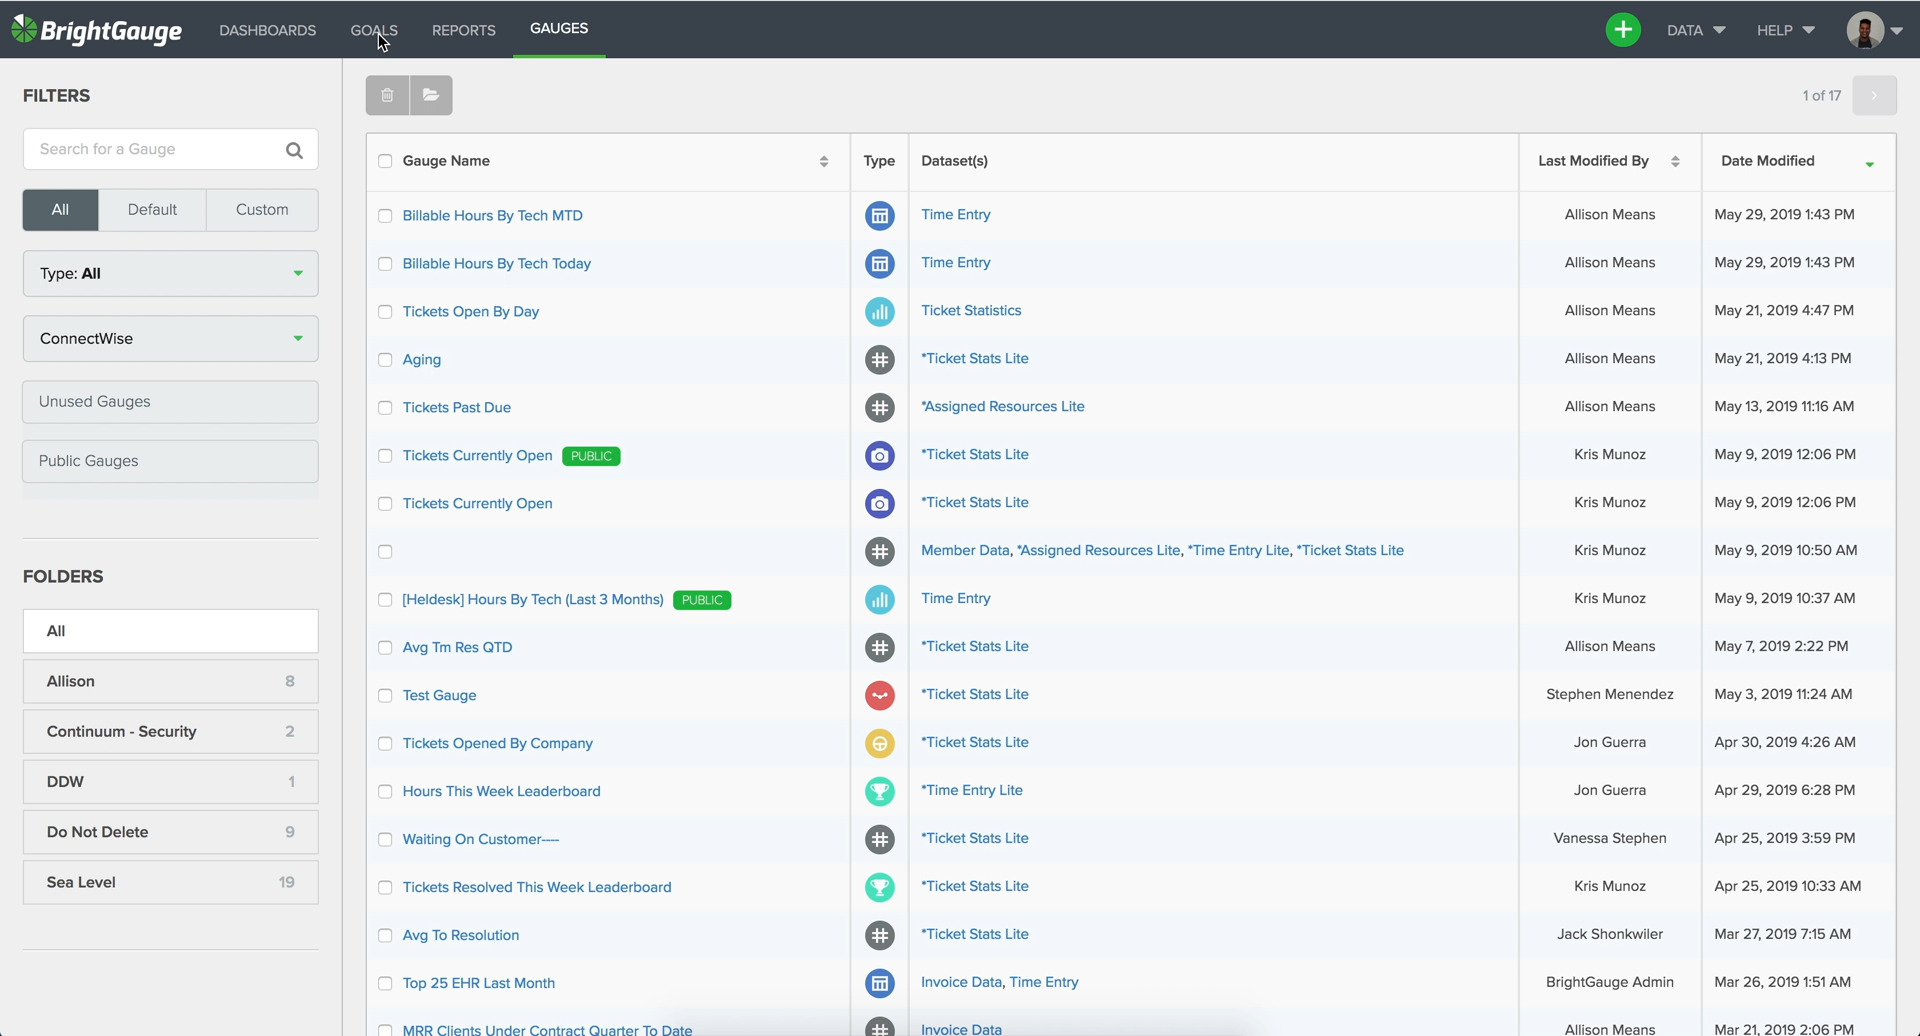 BrightGauge DASHBOARDS GOALS REPORTS GAUGES DATA HELP
FILTERS
Search for a Gauge
All Default Custom
Type: All
ConnectWise
Unused Gauges
Public Gauges
FOLDERS
All
Allison 8
Continuum - Security 2
DDW 1
Do Not Delete 9
Sea Level 19
1 of 17
Gauge Name Type Dataset(s) Last Modified By Date Modified
Billable Hours By Tech MTD Time Entry Allison Means May 29, 2019 1:43 PM
Billable Hours By Tech Today Time Entry Allison Means May 29, 2019 1:43 PM
Tickets Open By Day Ticket Statistics Allison Means May 21, 2019 4:47 PM
Aging *Ticket Stats Lite Allison Means May 21, 2019 4:13 PM
Tickets Past Due *Assigned Resources Lite Allison Means May 13, 2019 11:16 AM
Tickets Currently Open PUBLIC *Ticket Stats Lite Kris Munoz May 9, 2019 12:06 PM
Tickets Currently Open *Ticket Stats Lite Kris Munoz May 9, 2019 12:06 PM
Member Data, *Assigned Resources Lite, *Time Entry Lite, *Ticket Stats Lite Kris Munoz May 9, 2019 10:50 AM
[Heldesk] Hours By Tech (Last 3 Months) PUBLIC Time Entry Kris Munoz May 9, 2019 10:37 AM
Avg Tm Res QTD *Ticket Stats Lite Allison Means May 7, 2019 2:22 PM
Test Gauge *Ticket Stats Lite Stephen Menendez May 3, 2019 11:24 AM
Tickets Opened By Company *Ticket Stats Lite Jon Guerra Apr 30, 2019 4:26 AM
Hours This Week Leaderboard *Time Entry Lite Jon Guerra Apr 29, 2019 6:28 PM
Waiting On Customer---- *Ticket Stats Lite Vanessa Stephen Apr 25, 2019 3:59 PM
Tickets Resolved This Week Leaderboard *Ticket Stats Lite Kris Munoz Apr 25, 2019 10:33 AM
Avg To Resolution *Ticket Stats Lite Jack Shonkwiler Mar 27, 2019 7:15 AM
Top 25 EHR Last Month Invoice Data, Time Entry BrightGauge Admin Mar 26, 2019 1:51 AM
MRR Clients Under Contract Quarter To Date Invoice Data Allison Means Mar 21, 2019 2:06 PM